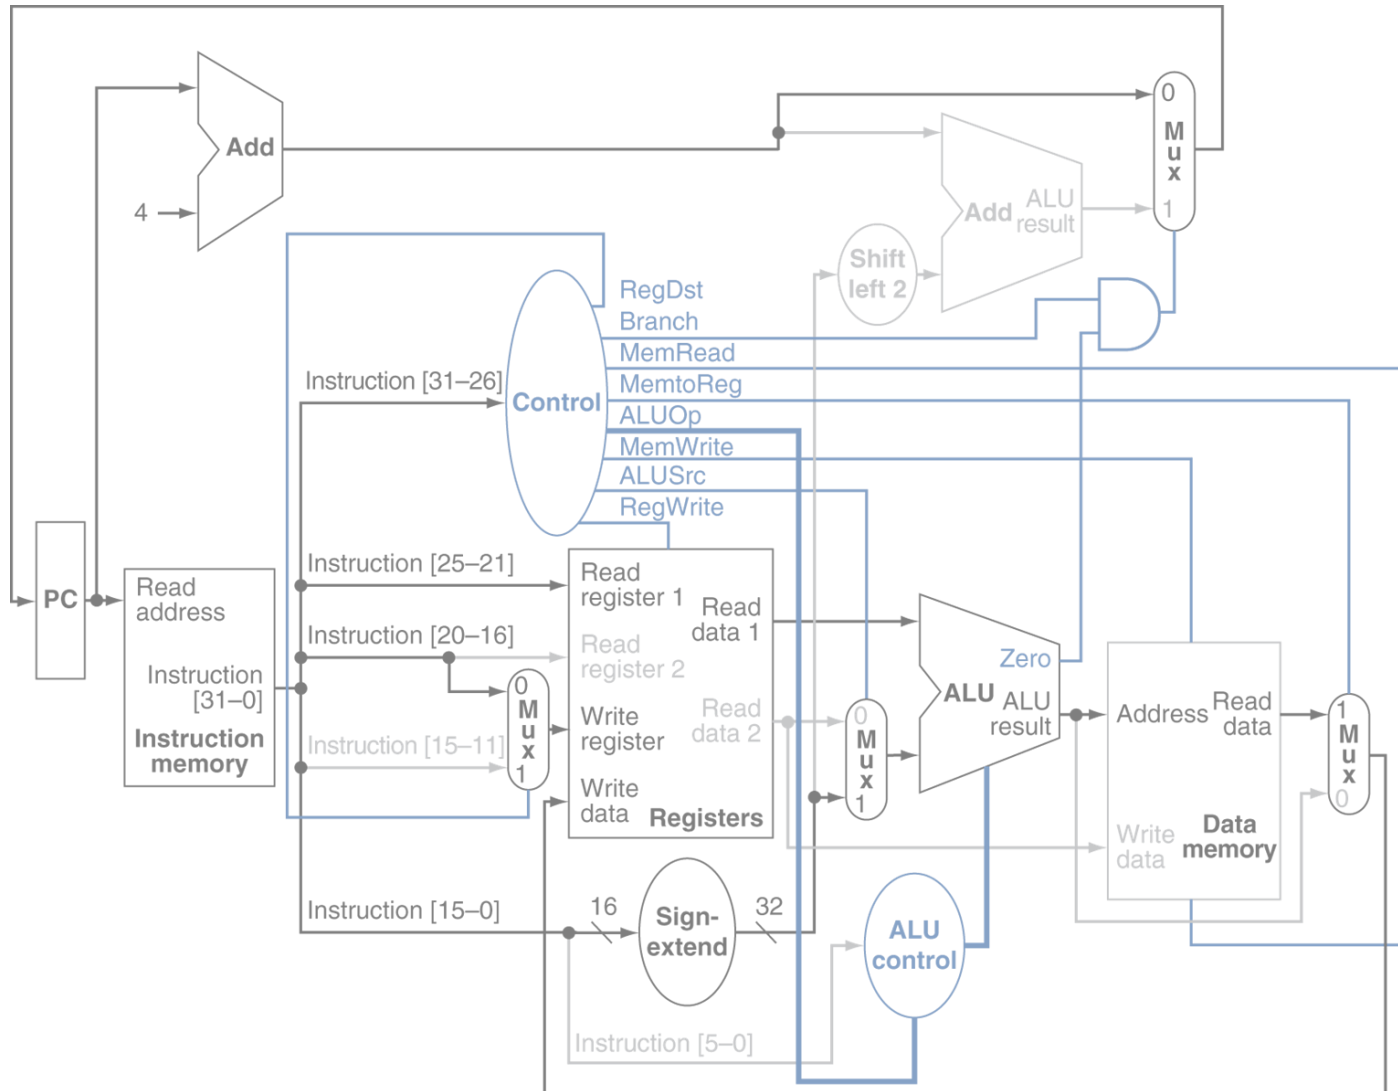 0
M
u
x
1
Add
4
Add
ALU
result
Shift
left 2
RegDst
Branch
MemRead
MemtoReg
ALUOp
MemWrite
ALUSrc
RegWrite
Instruction [31–26]
Control
PC
Read
address
Instruction
[31–0]
Instruction
memory
Instruction [25–21]
Instruction [20–16]
Instruction [15–11]
0
M
u
x
1
Read
register 1
Read
register 2
Write
register
Write
data
Read
data 1
Read
data 2
Registers
0
M
u
x
1
Zero
ALU
ALU
result
Address
Read
data
Write
data
Data
memory
1
M
u
x
0
Instruction [15–0]
16
Sign-
extend
32
ALU
control
Instruction [5–0]